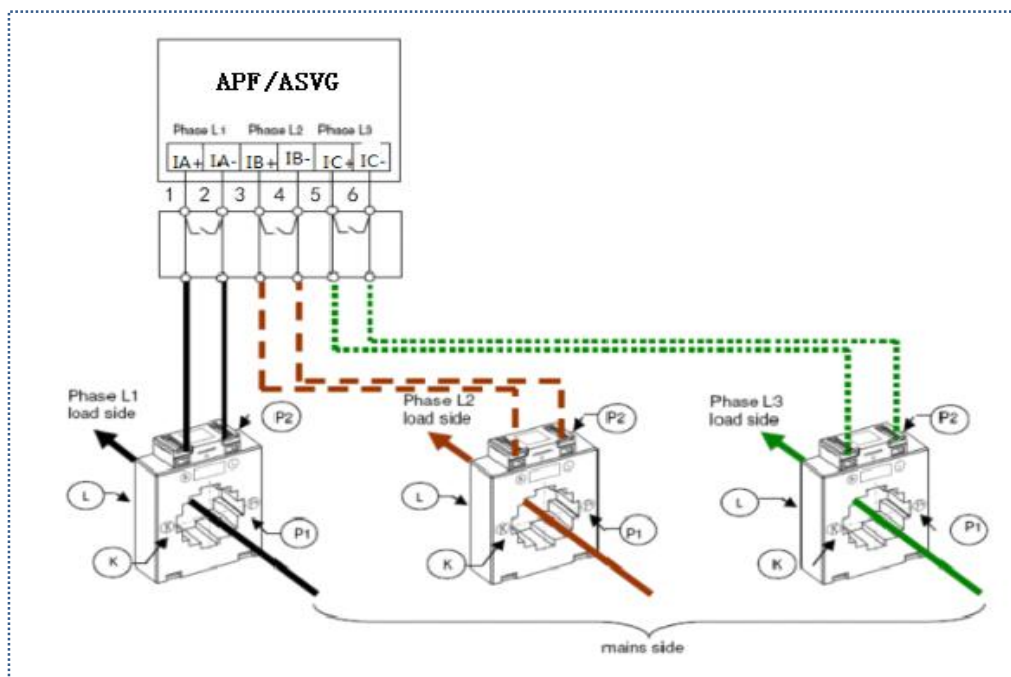 APF/ASVG
Phase L1 Phase L2 Phase L3
IA+ IA- IB+ IB- IC+ IC-
1 2 3 4 5 6
Phase L1
load side
P2
L
K
P1
Phase L2
load side
P2
L
K
P1
Phase L3
load side
P2
L
K
P1
mains side